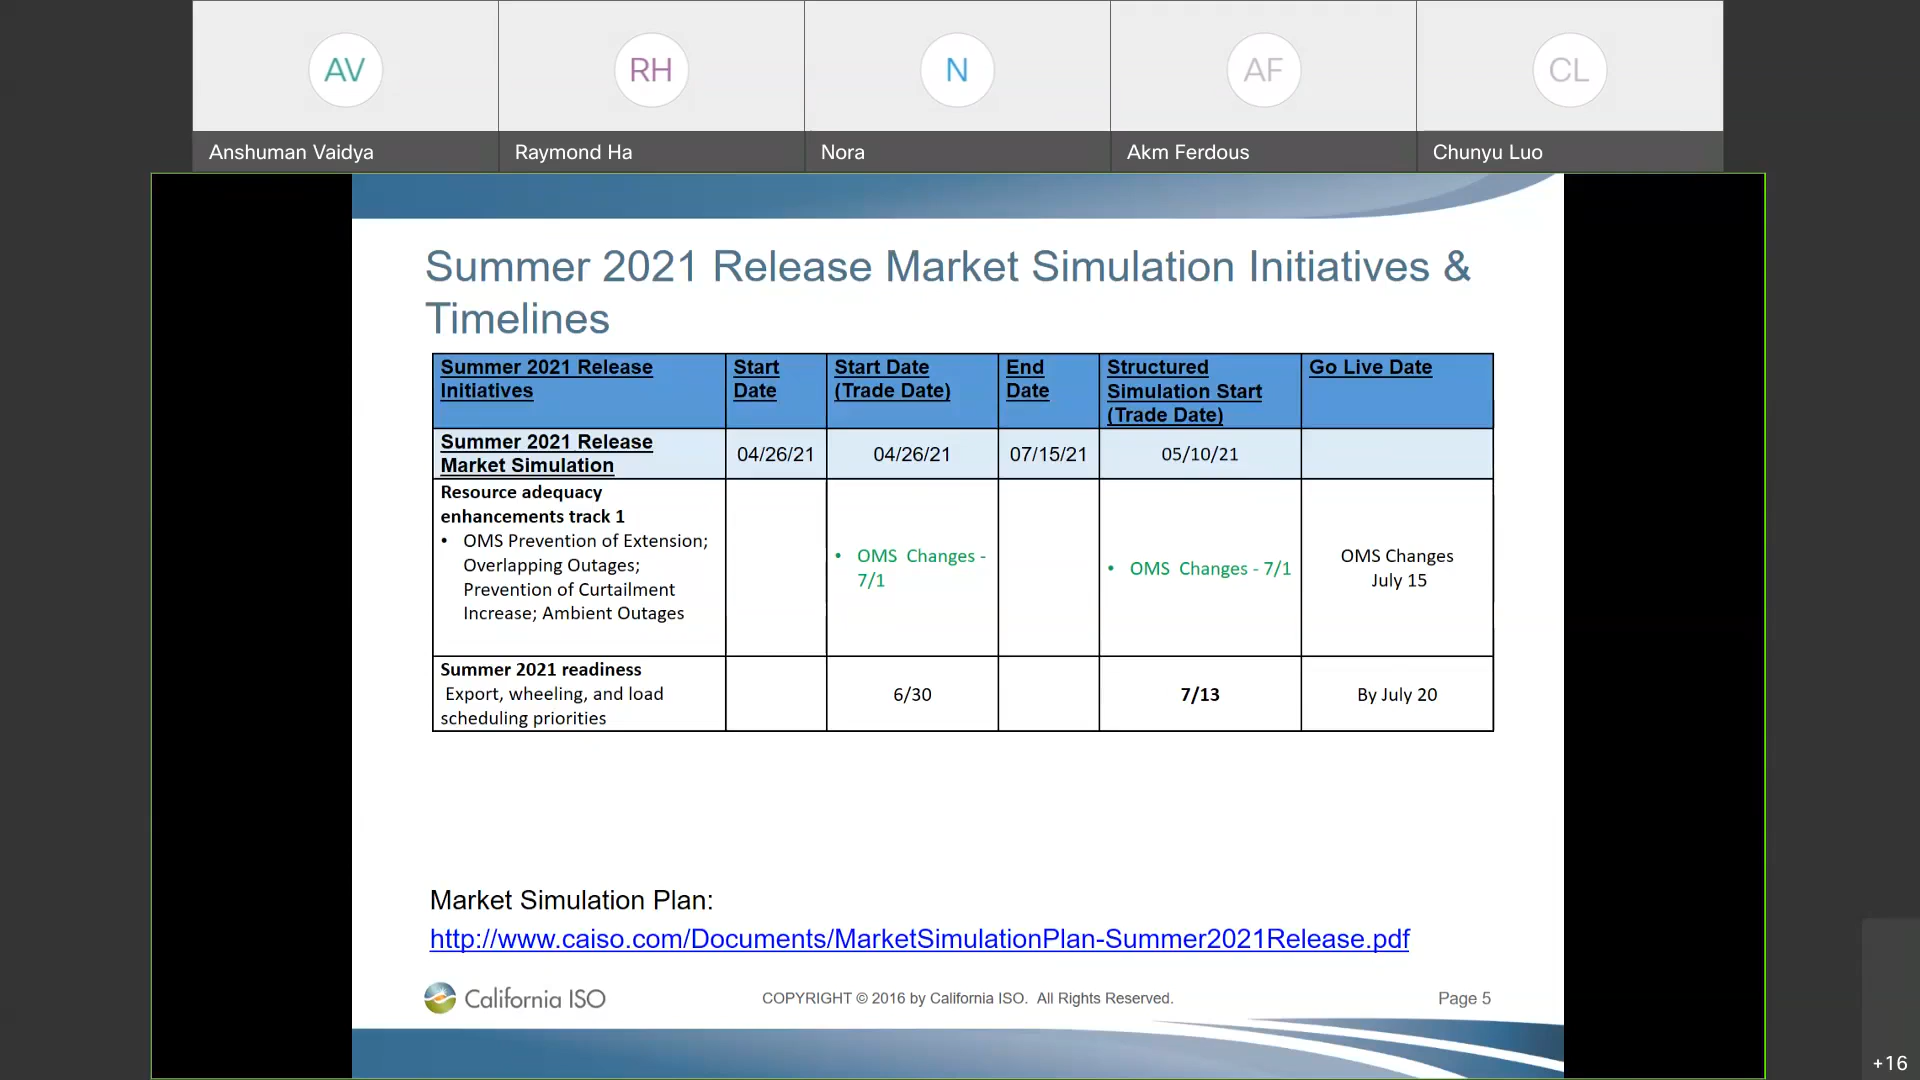 AV
RH
N
AF
CL
Anshuman Vaidya
Raymond Ha
Nora
Akm Ferdous
Chunyu Luo
Summer 2021 Release Market Simulation Initiatives &
Timelines
Summer 2021 Release
Initiatives
Start
Date
Start Date
(Trade Date)
End
Date
Structured
Simulation Start
(Trade Date)
Go Live Date
Summer 2021 Release
Market Simulation
04/26/21
04/26/21
07/15/21
05/10/21
Resource adequacy
enhancements track 1
• OMS Prevention of Extension;
Overlapping Outages;
Prevention of Curtailment
Increase; Ambient Outages
• OMS Changes -
7/1
• OMS Changes - 7/1
OMS Changes
July 15
Summer 2021 readiness
Export, wheeling, and load
scheduling priorities
6/30
7/13
By July 20
Market Simulation Plan:
http://www.caiso.com/Documents/MarketSimulationPlan-Summer2021Release.pdf
California ISO
COPYRIGHT © 2016 by California ISO. All Rights Reserved.
Page 5
+16